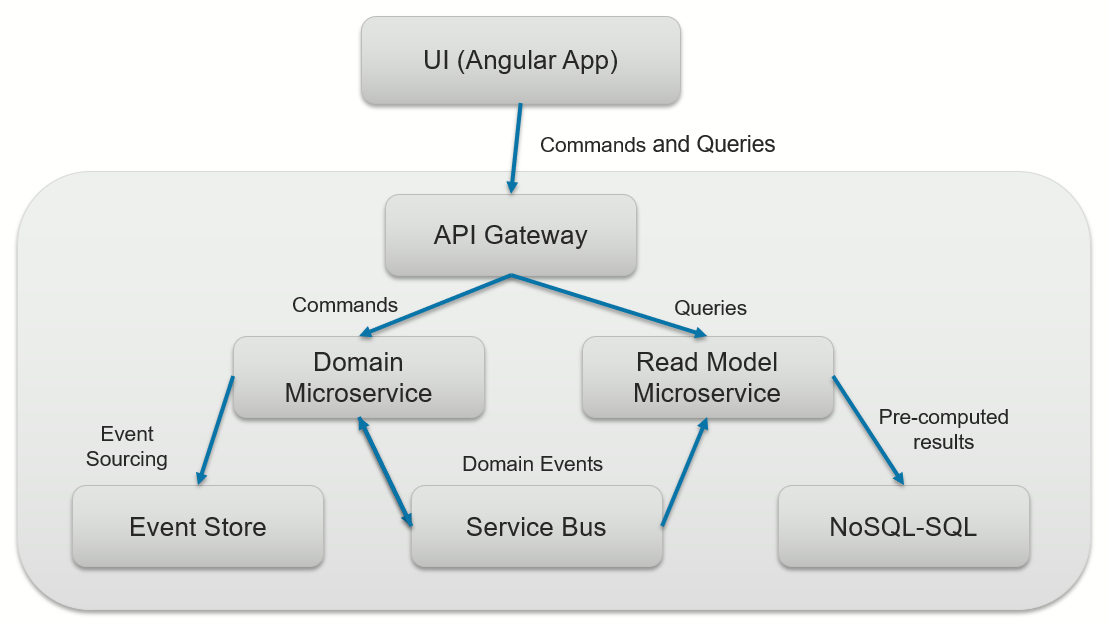 UI (Angular App)
Commands and Queries
API Gateway
Commands
Queries
Domain
Microservice
Read Model
Microservice
Event
Sourcing
Domain Events
Pre-computed
results
Event Store
Service Bus
NoSQL-SQL